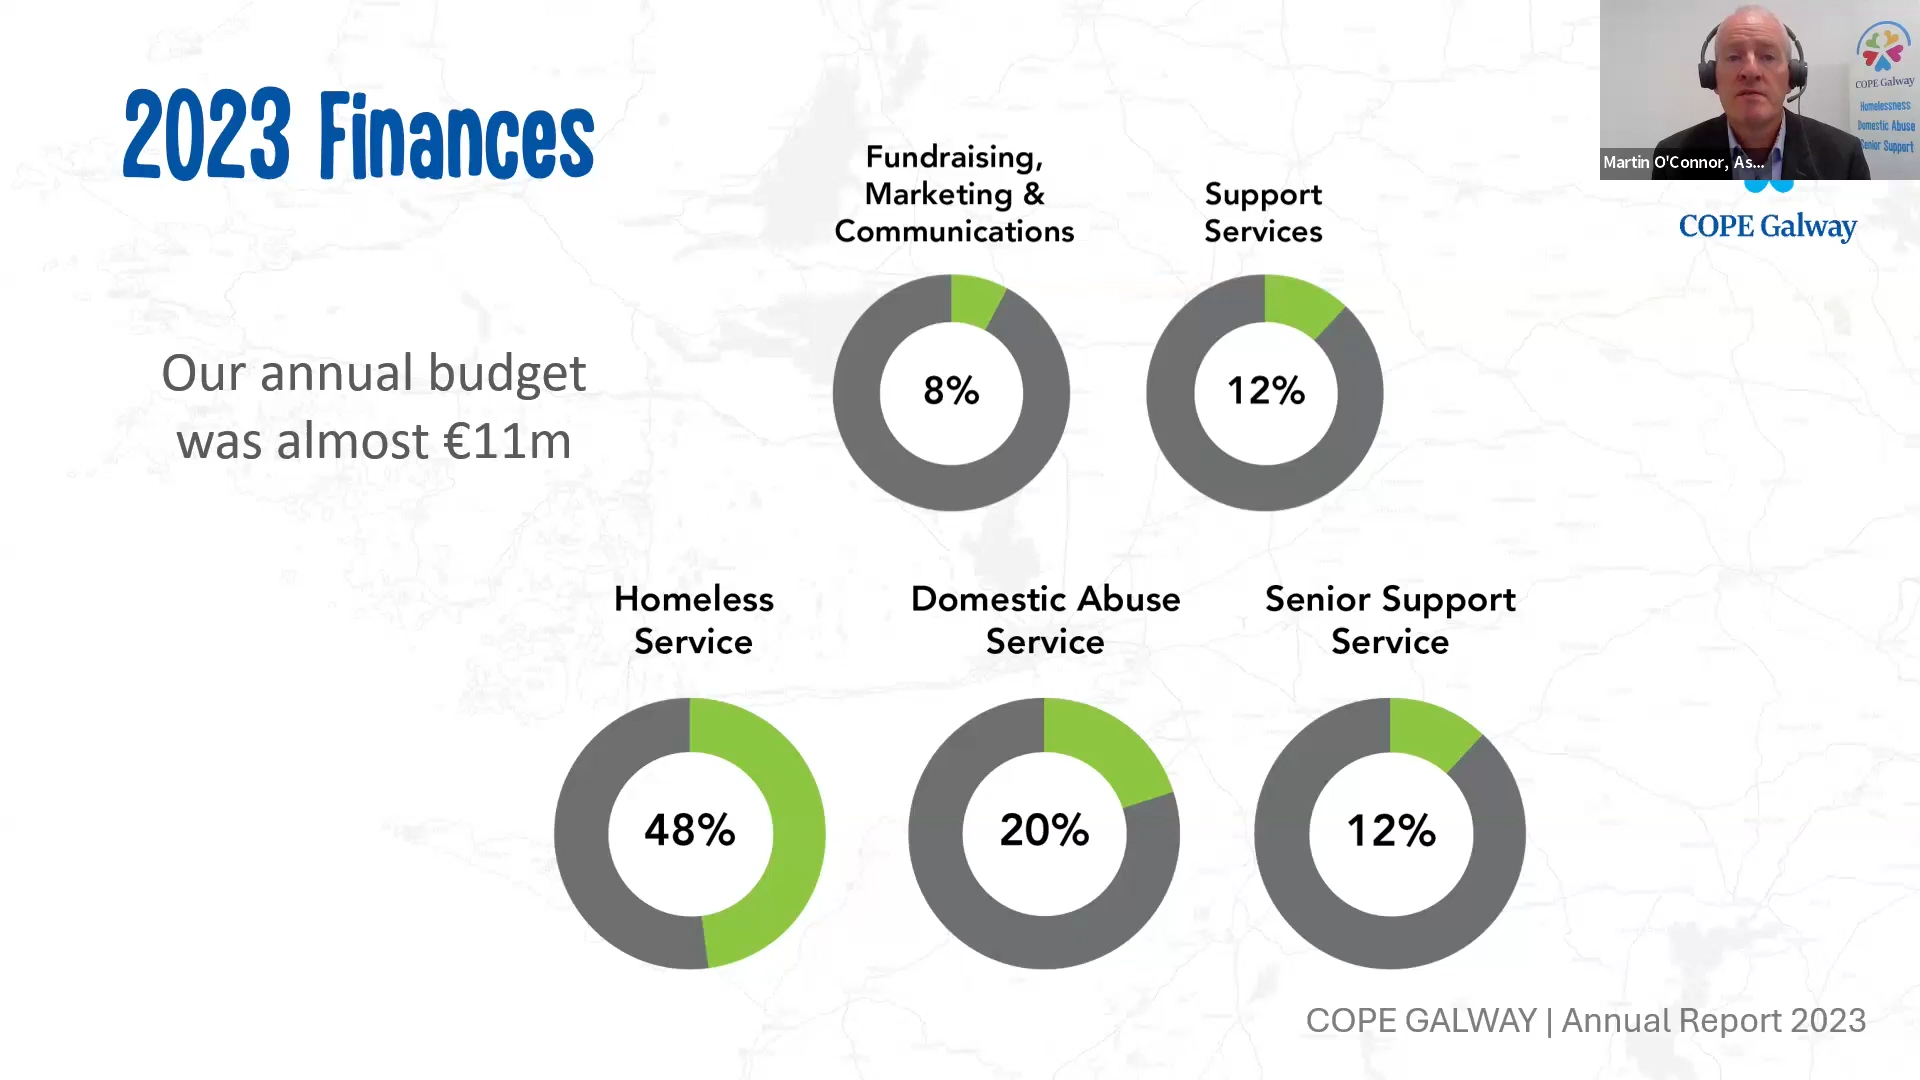 2023 Finances
Our annual budget
was almost €11m
Fundraising,
Marketing &
Communications
8%
Support
Services
12%
Homeless
Service
48%
Domestic Abuse
Service
20%
Senior Support
Service
12%
COPE Galway
Homelessness
Domestic Abuse
Senior Support
Martin O'Connor, As...
COPE Galway
COPE GALWAY | Annual Report 2023